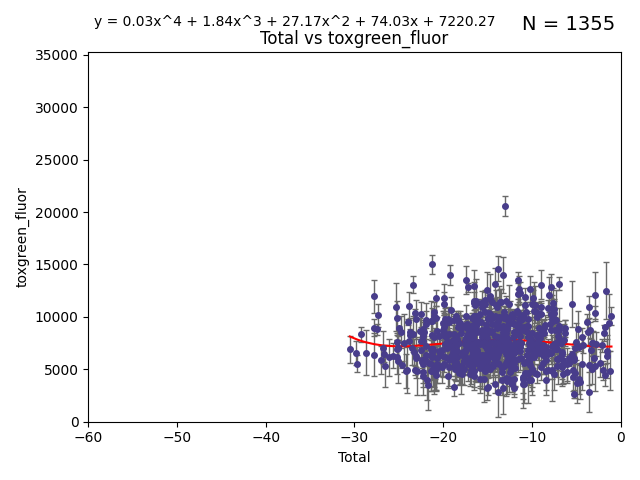 y = 0.03x^4 + 1.84x^3 + 27.17x^2 + 74.03x + 7220.27
N = 1355
Total vs toxgreen_fluor
35000
30000
25000
20000
15000
10000
5000
0
toxgreen_fluor
−60 −50 −40 −30 −20 −10 0
Total